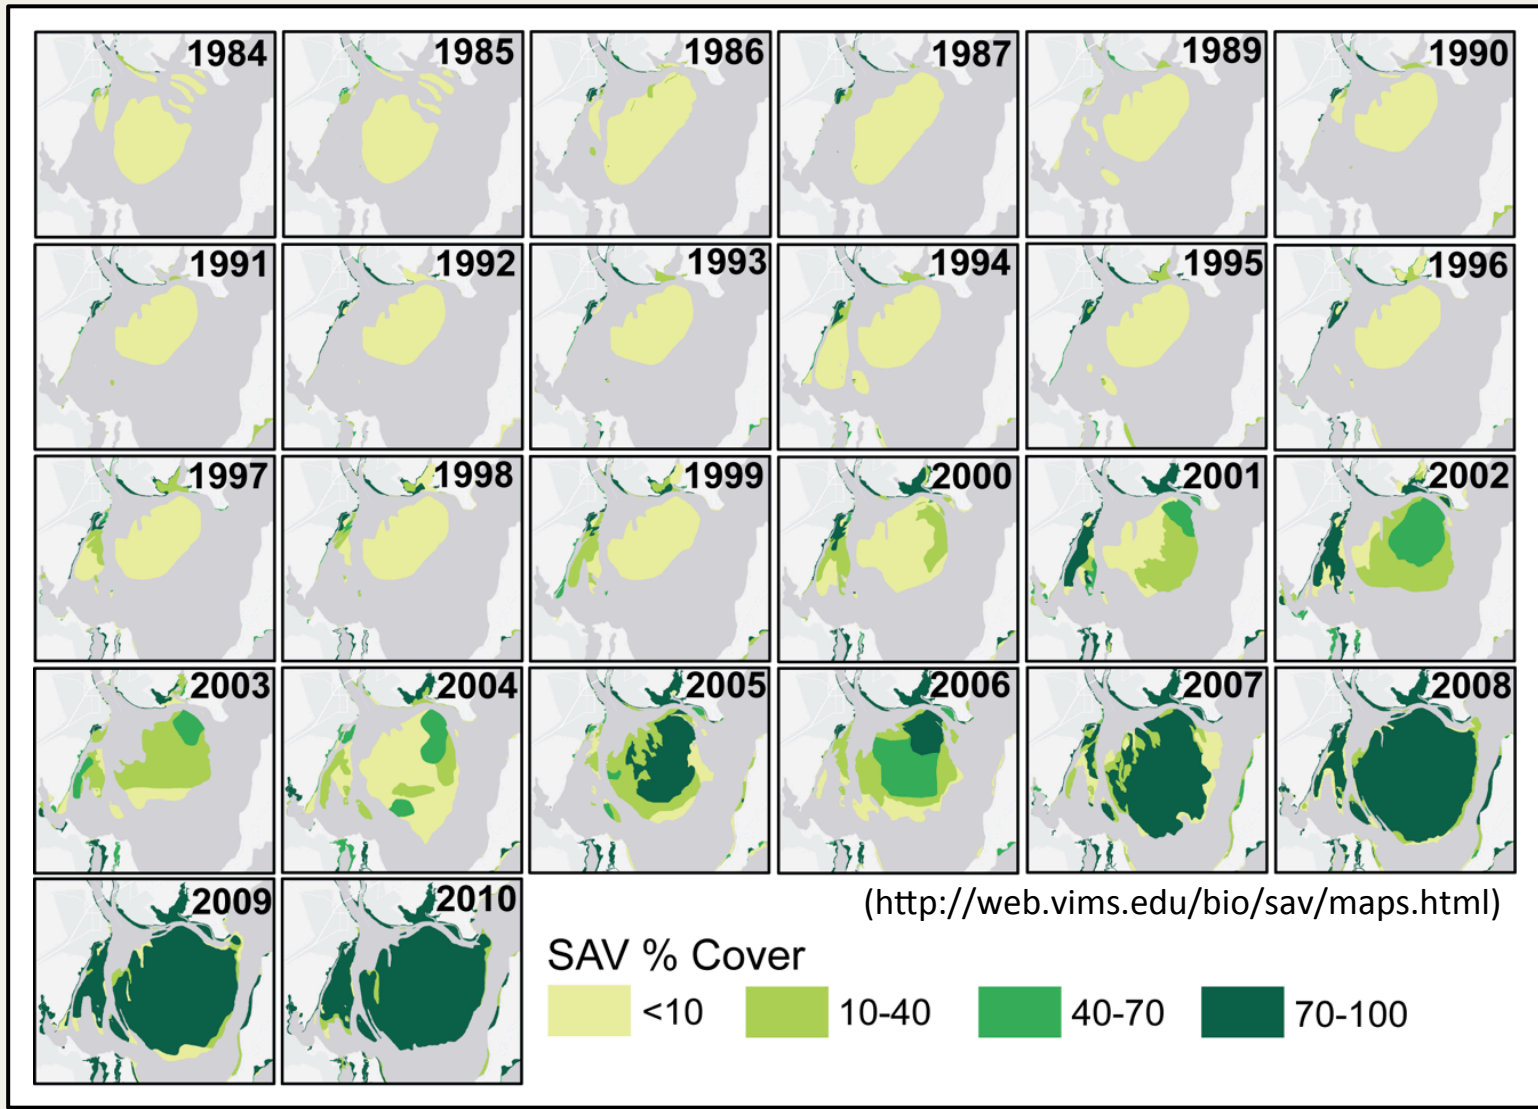 1984 1985 1986 1987 1989 1990
1991 1992 1993 1994 1995 1996
1997 1998 1999 2000 2001 2002
2003 2004 2005 2006 2007 2008
2009 2010
(http://web.vims.edu/bio/sav/maps.html)
SAV % Cover
<10 10-40 40-70 70-100